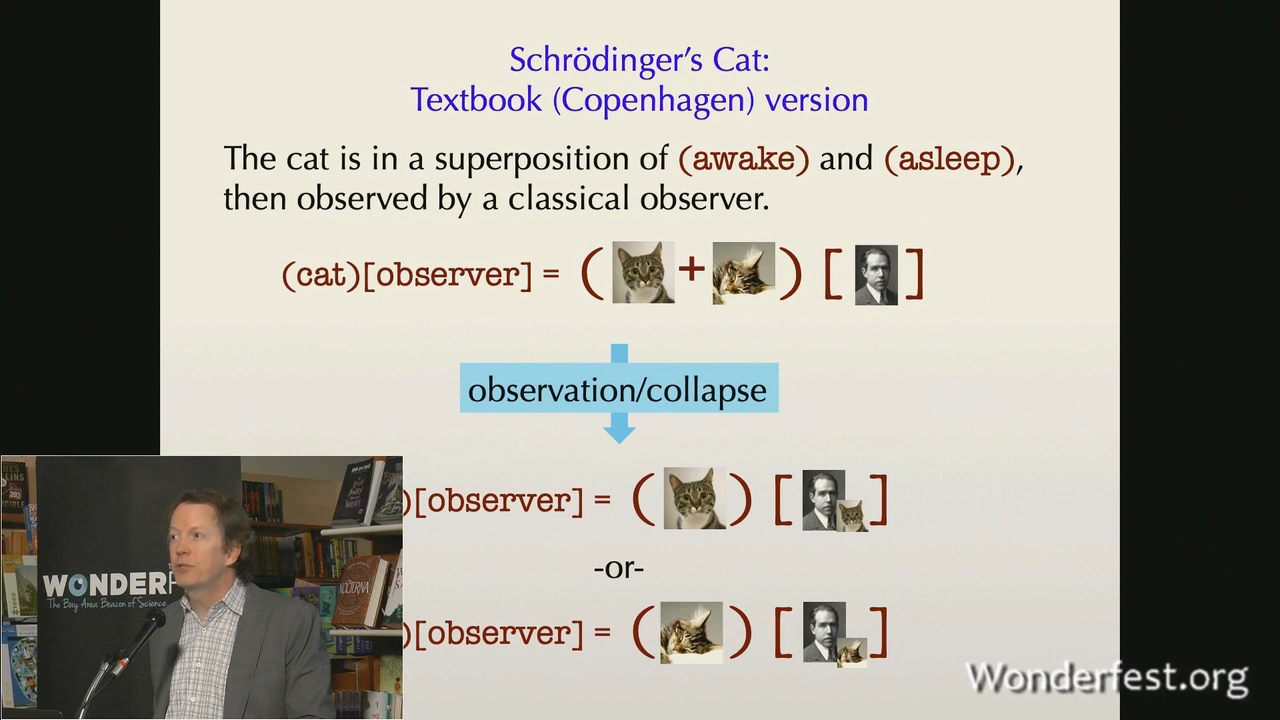 Schrödinger's Cat:
Textbook (Copenhagen) version
The cat is in a superposition of (awake) and (asleep),
then observed by a classical observer.
(cat)[observer] = ( + ) [ ]
observation/collapse
)[observer] = ( ) [ ]
-or-
)[observer] = ( ) [ ]
WONDERF
The Bay Area Beacon of Science
NOCTURNA
Wonderfest.org